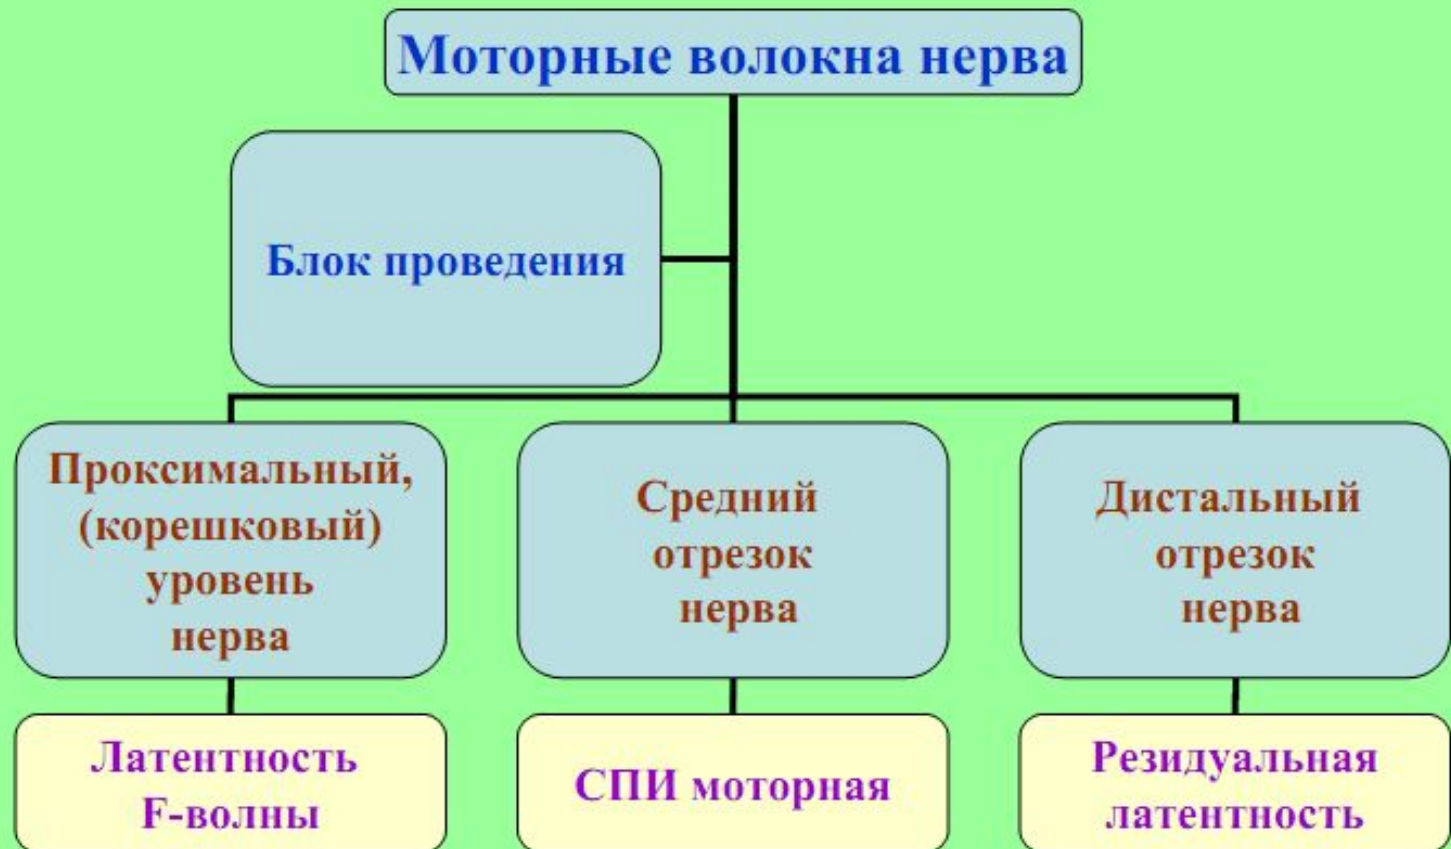 Моторные волокна нерва
Блок проведения
Проксимальный,
(корешковый)
уровень
нерва
Средний
отрезок
нерва
Дистальный
отрезок
нерва
Латентность
F-волны
СПИ моторная
Резидуальная
латентность